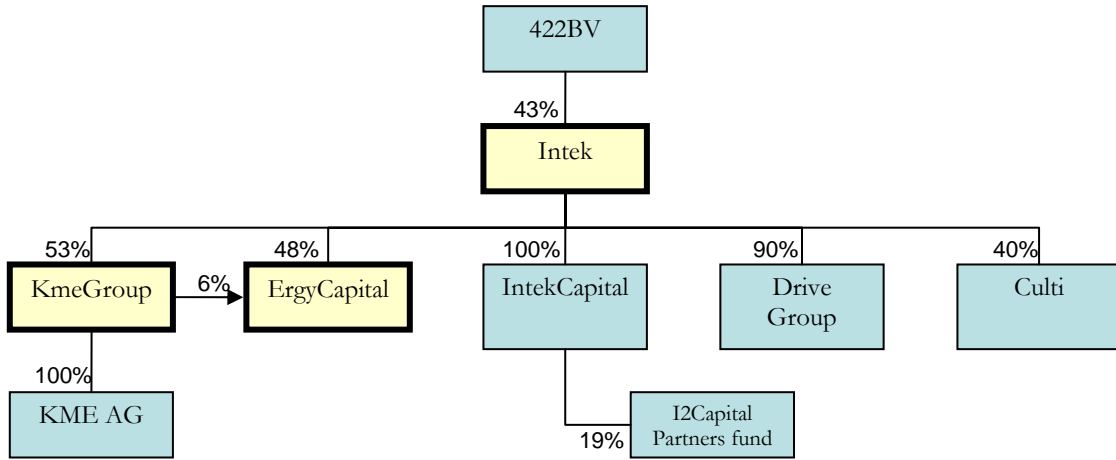 422BV
43%
Intek
53%
48%
100%
90%
40%
KmeGroup
6%
ErgyCapital
IntekCapital
Drive
Group
Culti
100%
KME AG
19%
I2Capital
Partners fund